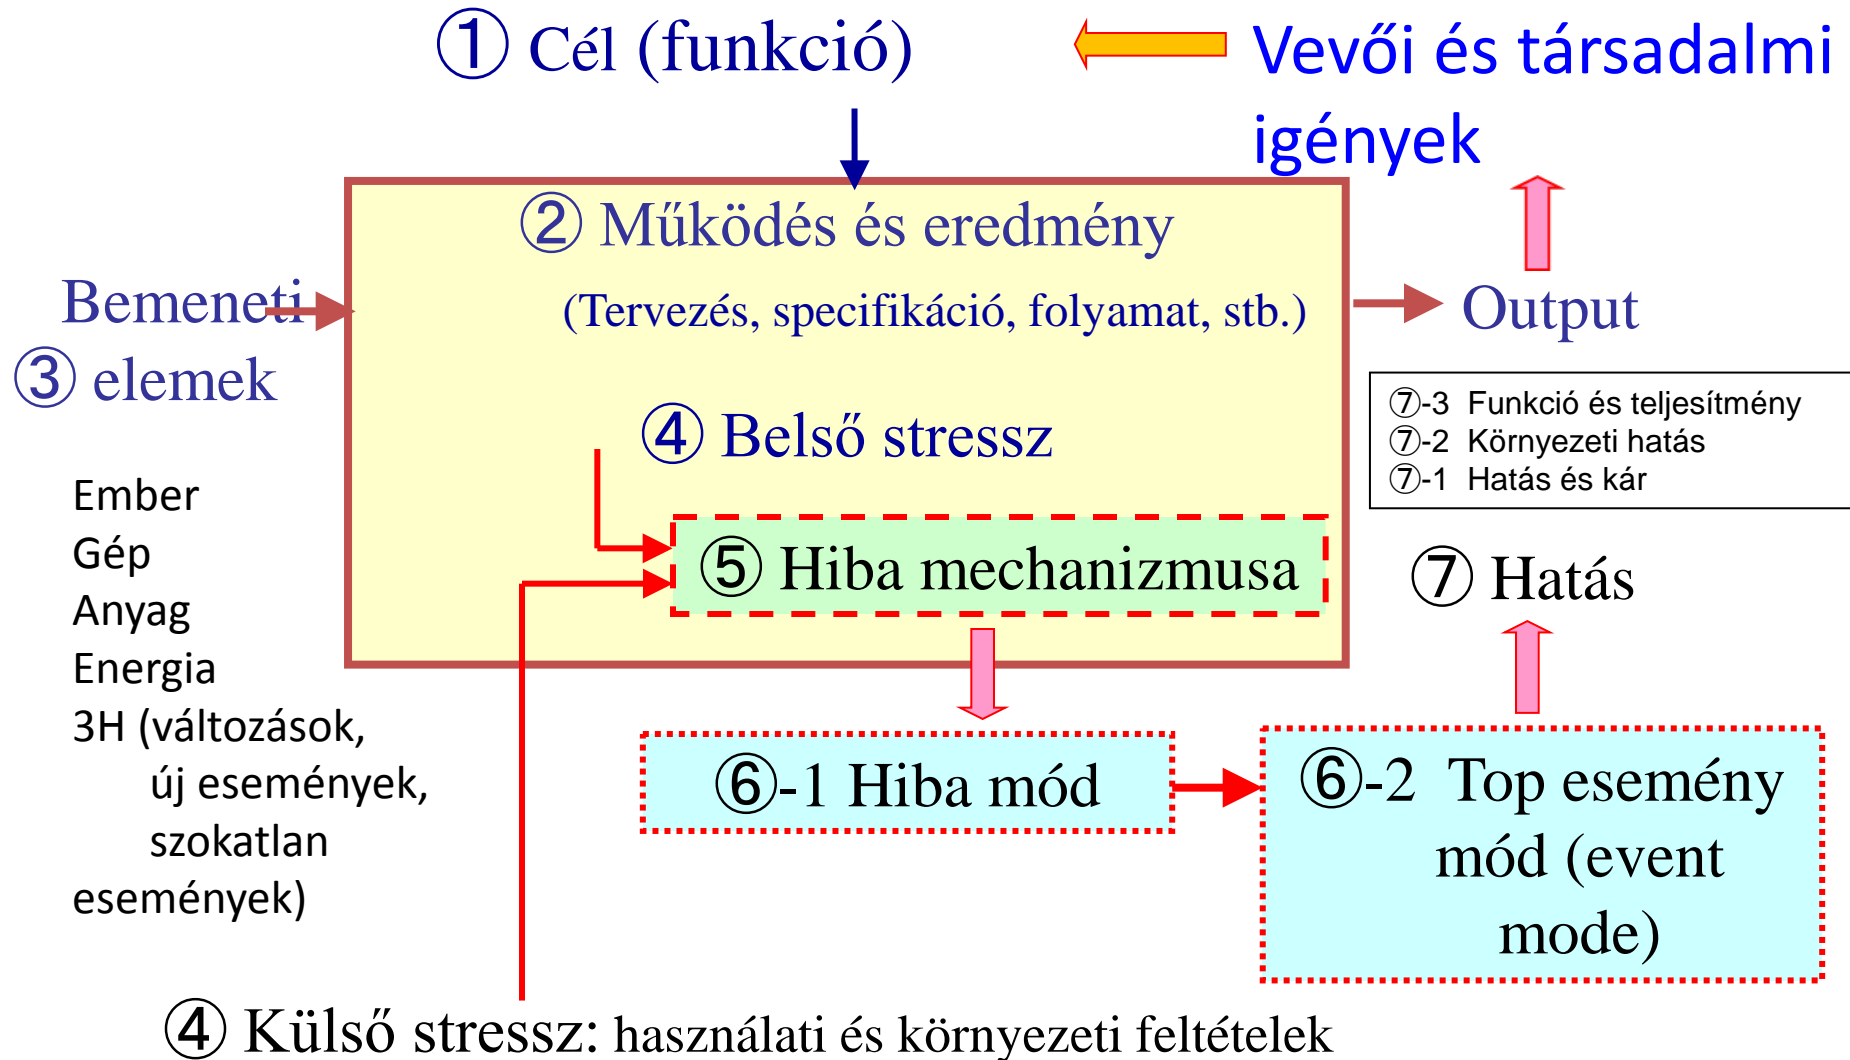 ① Cél (funkció)
Vevői és társadalmi
igények
② Működés és eredmény
(Tervezés, specifikáció, folyamat, stb.)
Bemeneti
③ elemek
Output
④ Belső stressz
⑦-3 Funkció és teljesítmény
⑦-2 Környezeti hatás
⑦-1 Hatás és kár
Ember
Gép
Anyag
Energia
3H (változások,
új események,
szokatlan
események)
⑤ Hiba mechanizmusa
⑦ Hatás
⑥-1 Hiba mód
⑥-2 Top esemény
mód (event
mode)
④ Külső stressz: használati és környezeti feltételek